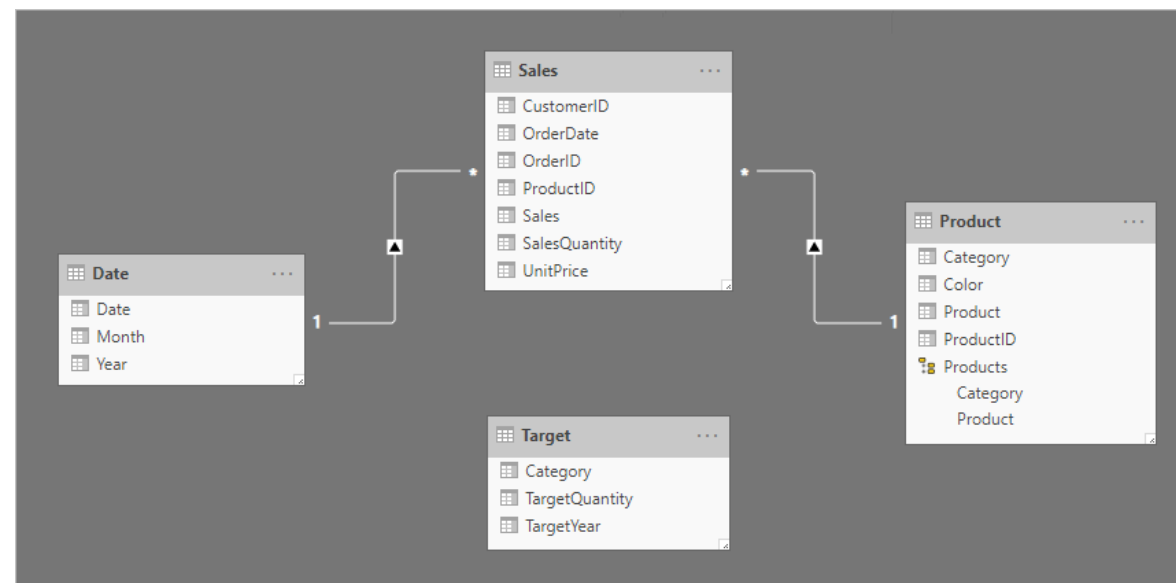 Sales
CustomerID
OrderDate
OrderID
ProductID
Sales
SalesQuantity
UnitPrice
*
*
Date
Date
Month
Year
1
Product
Category
Color
Product
ProductID
Products
Category
Product
1
Target
Category
TargetQuantity
TargetYear